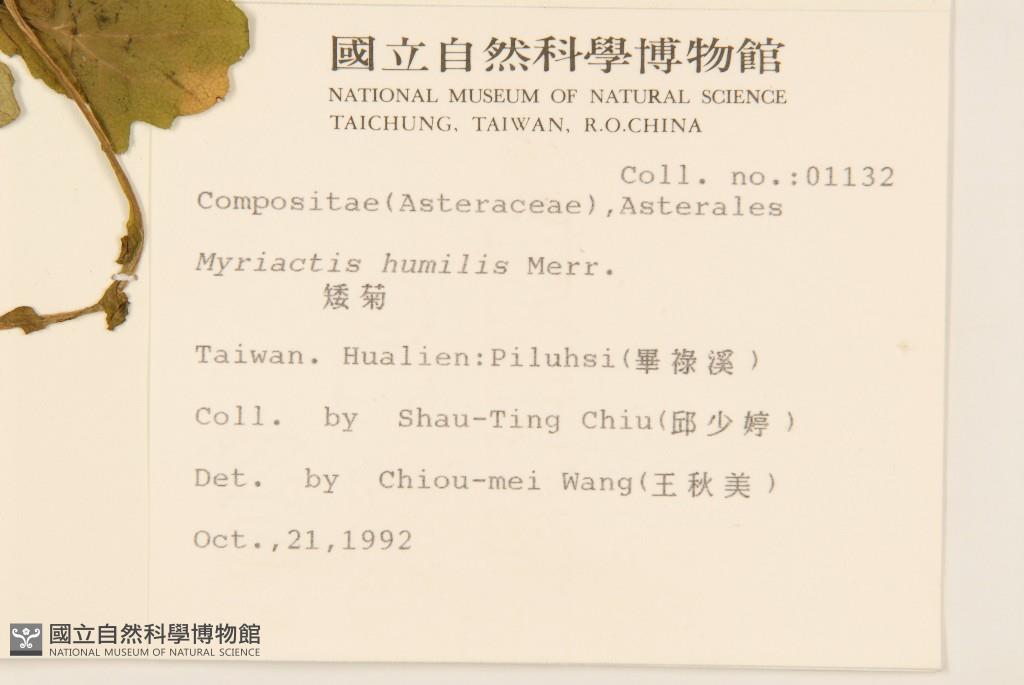 國立自然科學博物館
NATIONAL MUSEUM OF NATURAL SCIENCE
TAICHUNG, TAIWAN, R.O.CHINA
Coll. no.:01132
Compositae(Asteraceae),Asterales
Myriactis humilis Merr.
矮菊
Taiwan. Hualien:Piluhsi(畢祿溪)
Coll. by Shau-Ting Chiu(邱少婷)
Det. by Chiou-mei Wang(王秋美)
Oct.,21,1992
國立自然科學博物館
NATIONAL MUSEUM OF NATURAL SCIENCE